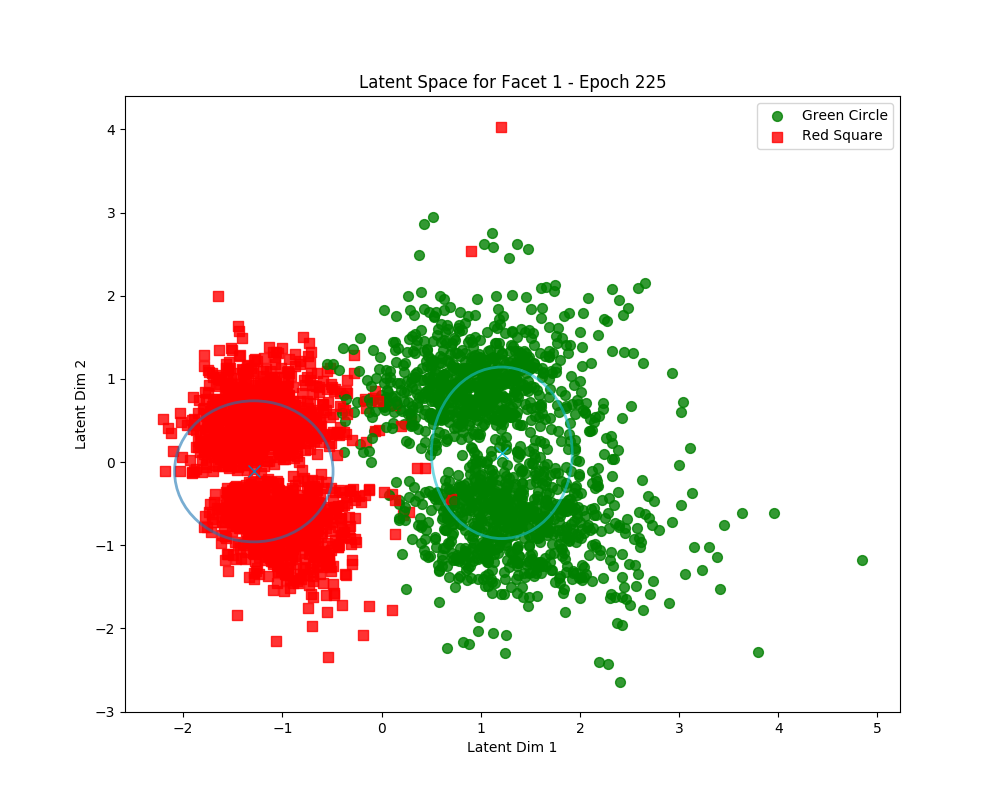 Latent Space for Facet 1 - Epoch 225
Green Circle
Red Square
4
3
2
1
0
−1
−2
−3
Latent Dim 2
−2 −1 0 1 2 3 4 5
Latent Dim 1